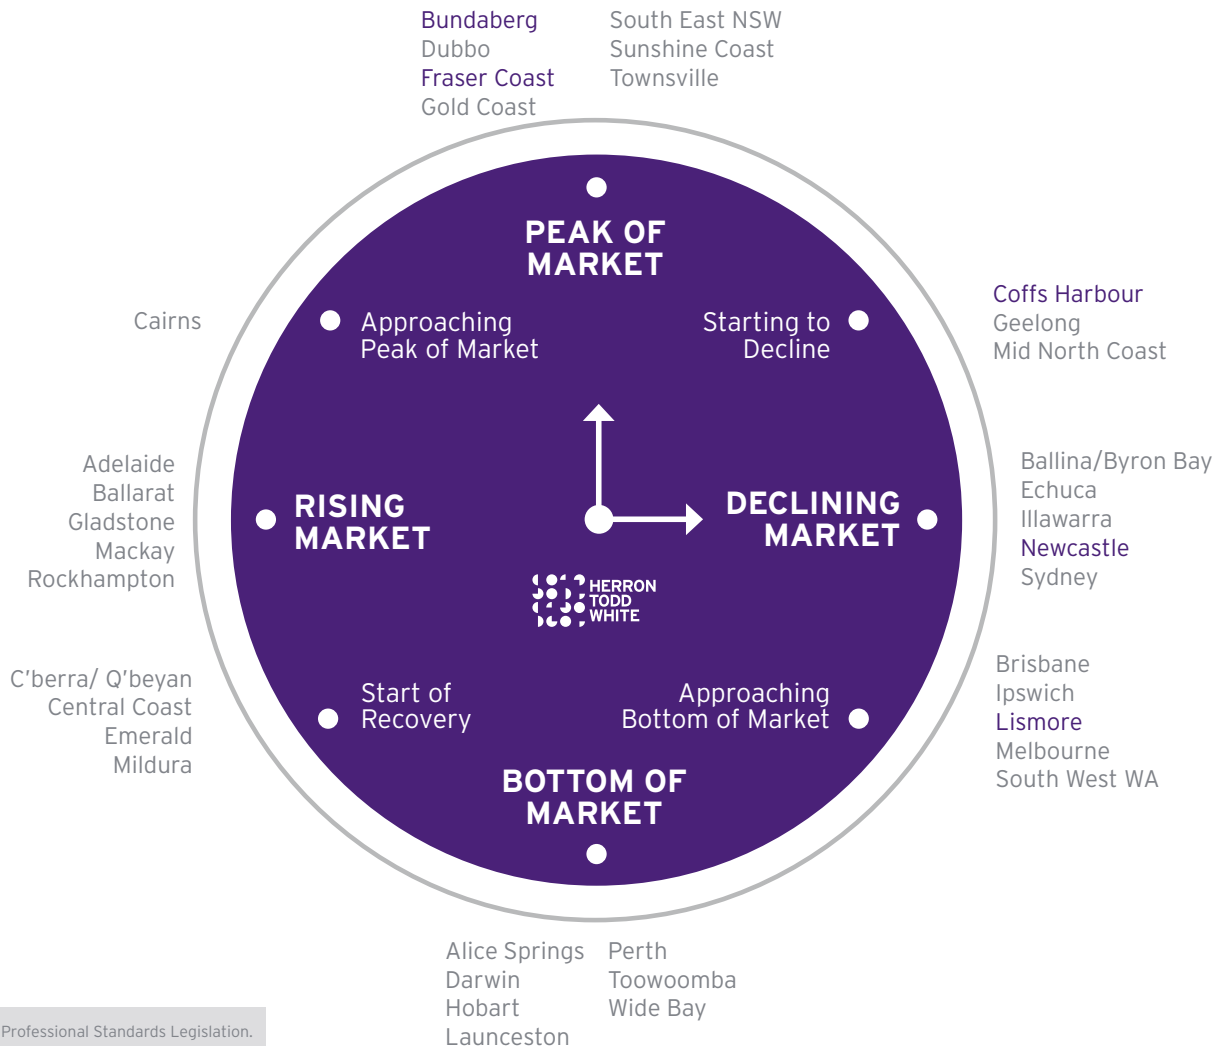 Bundaberg
Dubbo
Fraser Coast
Gold Coast
South East NSW
Sunshine Coast
Townsville
PEAK OF
MARKET
Approaching
Peak of Market
Starting to
Decline
Cairns
Coffs Harbour
Geelong
Mid North Coast
Adelaide
Ballarat
Gladstone
Mackay
Rockhampton
RISING
MARKET
DECLINING
MARKET
Ballina/Byron Bay
Echuca
Illawarra
Newcastle
Sydney
HERRON
TODD
WHITE
C'berra/ Q'beyan
Central Coast
Emerald
Mildura
Start of
Recovery
Approaching
Bottom of Market
Brisbane
Ipswich
Lismore
Melbourne
South West WA
BOTTOM OF
MARKET
Alice Springs
Darwin
Hobart
Launceston
Perth
Toowoomba
Wide Bay
Professional Standards Legislation.